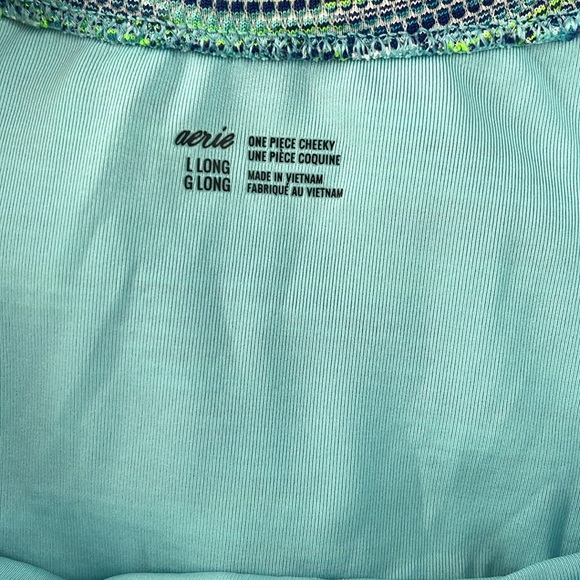 aerie
L LONG
G LONG
ONE PIECE CHEEKY
UNE PIÈCE COQUINE
MADE IN VIETNAM
FABRIQUÉ AU VIETNAM